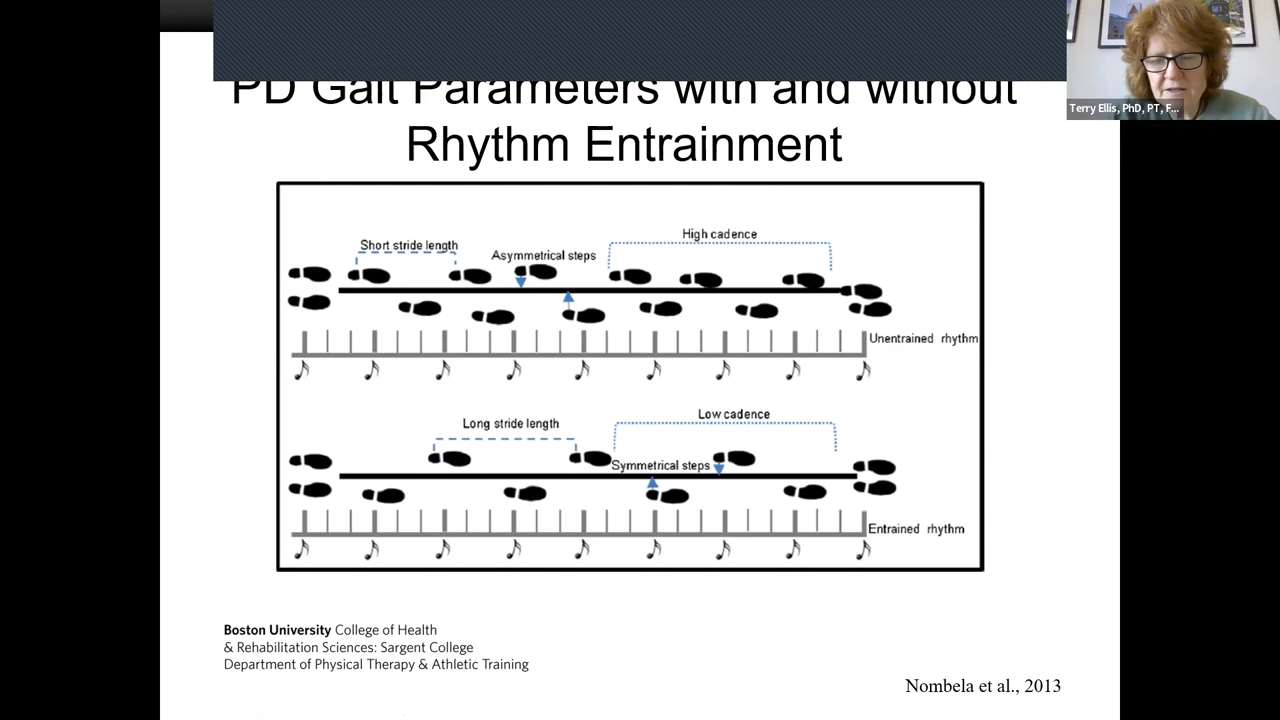 PD Gait Parameters with and without
Rhythm Entrainment
Terry Ellis, PhD, PT, F...
High cadence
Short stride length
Asymmetrical steps
Unentrained rhythm
Low cadence
Long stride length
Symmetrical steps
Entrained rhythm
Boston University College of Health
& Rehabilitation Sciences: Sargent College
Department of Physical Therapy & Athletic Training
Nombela et al., 2013